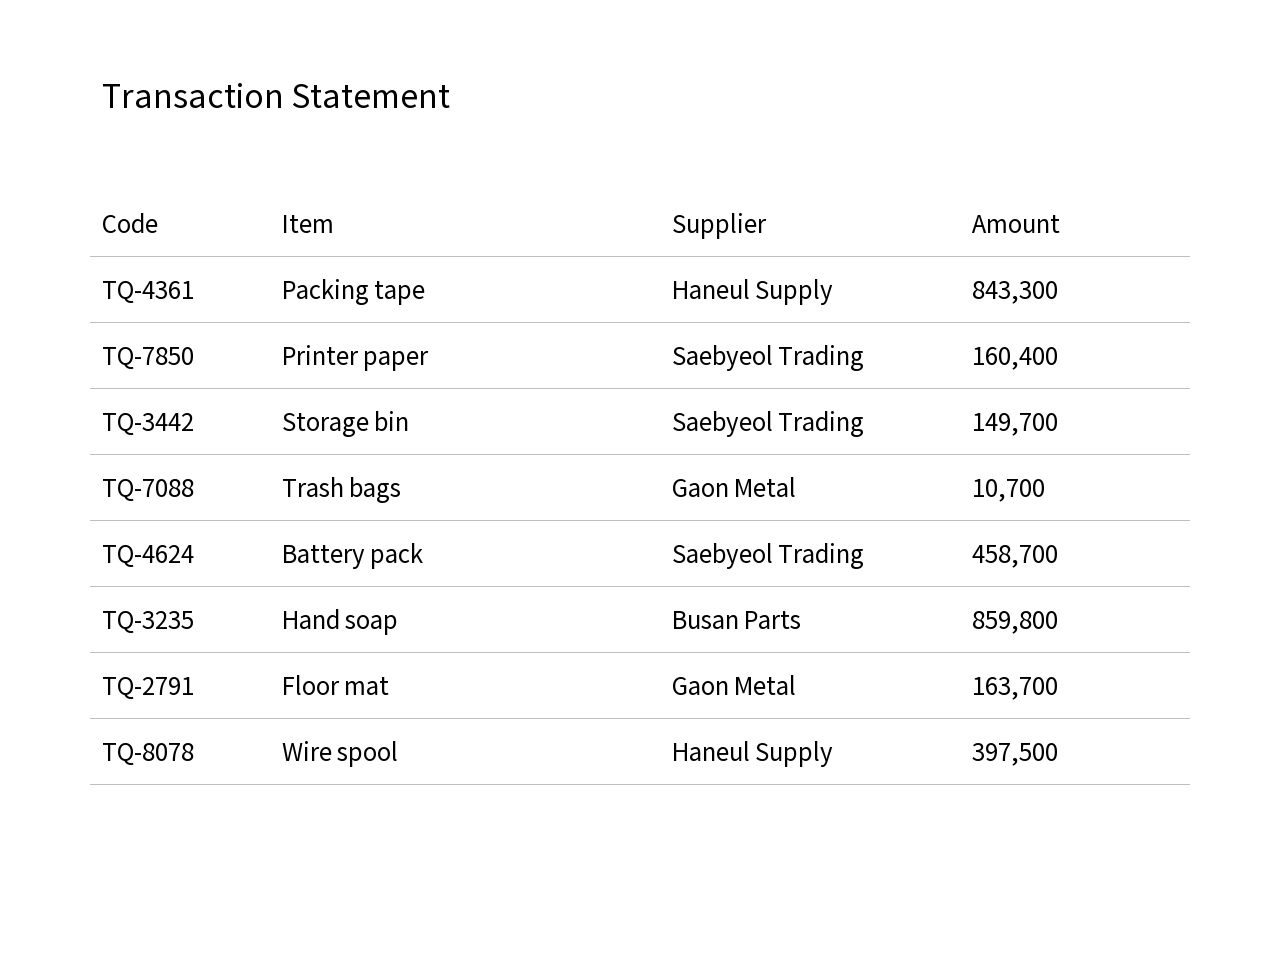 Transaction Statement
Code Item Supplier Amount
TQ-4361 Packing tape Haneul Supply 843,300
TQ-7850 Printer paper Saebyeol Trading 160,400
TQ-3442 Storage bin Saebyeol Trading 149,700
TQ-7088 Trash bags Gaon Metal 10,700
TQ-4624 Battery pack Saebyeol Trading 458,700
TQ-3235 Hand soap Busan Parts 859,800
TQ-2791 Floor mat Gaon Metal 163,700
TQ-8078 Wire spool Haneul Supply 397,500